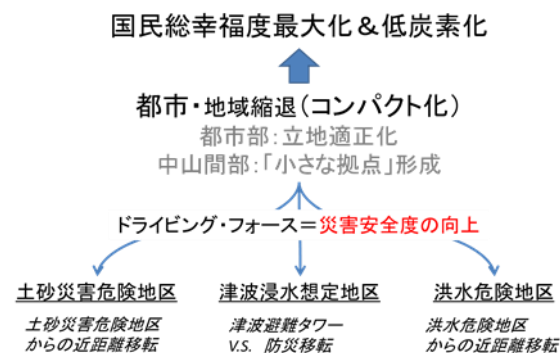 国民総幸福度最大化＆低炭素化
都市・地域縮退（コンパクト化）
都市部：立地適正化
中山間部：「小さな拠点」形成
ドライビング・フォース＝災害安全度の向上
土砂災害危険地区 津波浸水想定地区 洪水危険地区
土砂災害危険地区 津波避難タワー 洪水危険地区
からの近距離移転 V.S. 防災移転 からの近距離移転